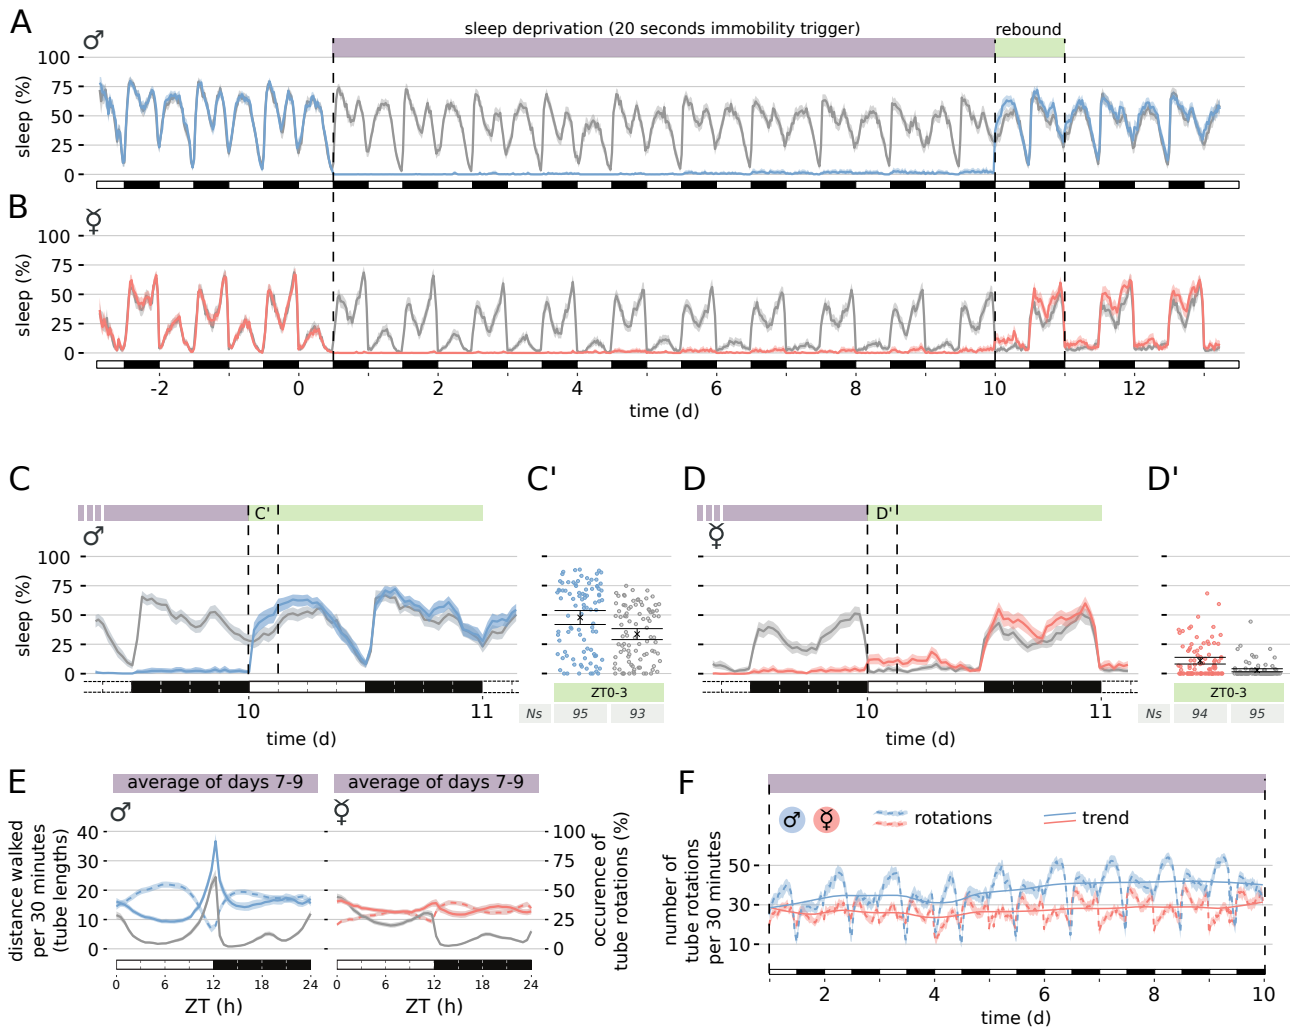 A
♂
sleep deprivation (20 seconds immobility trigger)
rebound
sleep (%)
100
75
50
25
0
B
☿
sleep (%)
100
75
50
25
0
-2 0 2 4 6 8 10 12
time (d)
C
♂
C'
sleep (%)
100
75
50
25
0
10 11
time (d)
C'
ZT0-3
Ns 95 93
D
☿
D'
100
75
50
25
0
10 11
time (d)
D'
ZT0-3
Ns 94 95
E
average of days 7-9
average of days 7-9
♂
☿
distance walked
per 30 minutes
(tube lengths)
40
30
20
10
0
100
75
50
25
0
occurence of
tube rotations (%)
0 6 12 18 24
0 6 12 18 24
ZT (h)
ZT (h)
F
♂ ☿ rotations trend
number of
tube rotations
per 30 minutes
50
30
10
2 4 6 8 10
time (d)